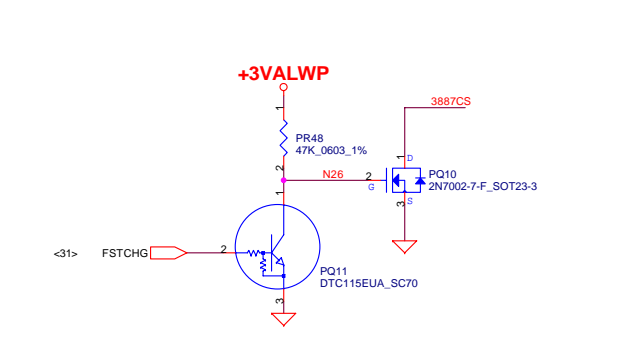 +3VALWP
3887CS
1
PR48
47K_0603_1%
2
1
D
N26
2
G
PQ10
2N7002-7-F_SOT23-3
1
3
S
<31>
FSTCHG
2
PQ11
DTC115EUA_SC70
3